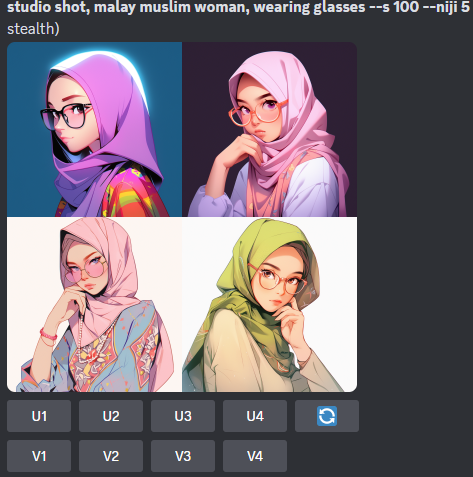 studio shot, malay muslim woman, wearing glasses --s 100 --niji 5
stealth)
U1 U2 U3 U4
V1 V2 V3 V4